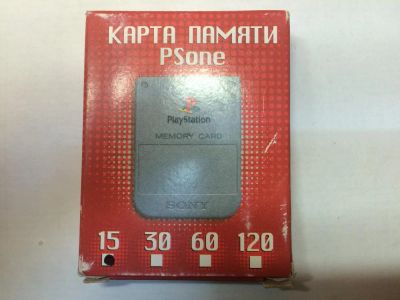 КАРТА ПАМЯТИ
PSone
PlayStation
MEMORY CARD
SONY
15 30 60 120